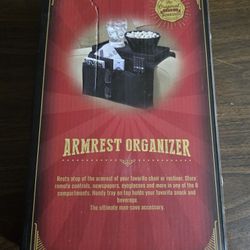 The
Original
ARMREST ORGANIZER
Rests atop of the armrest of your favorite chair or recliner. Store
remote controls, newspapers, eyeglasses and more in any of the 6
compartments. Handy tray on top holds your favorite snack and
beverage.
The ultimate man-cave accessory.